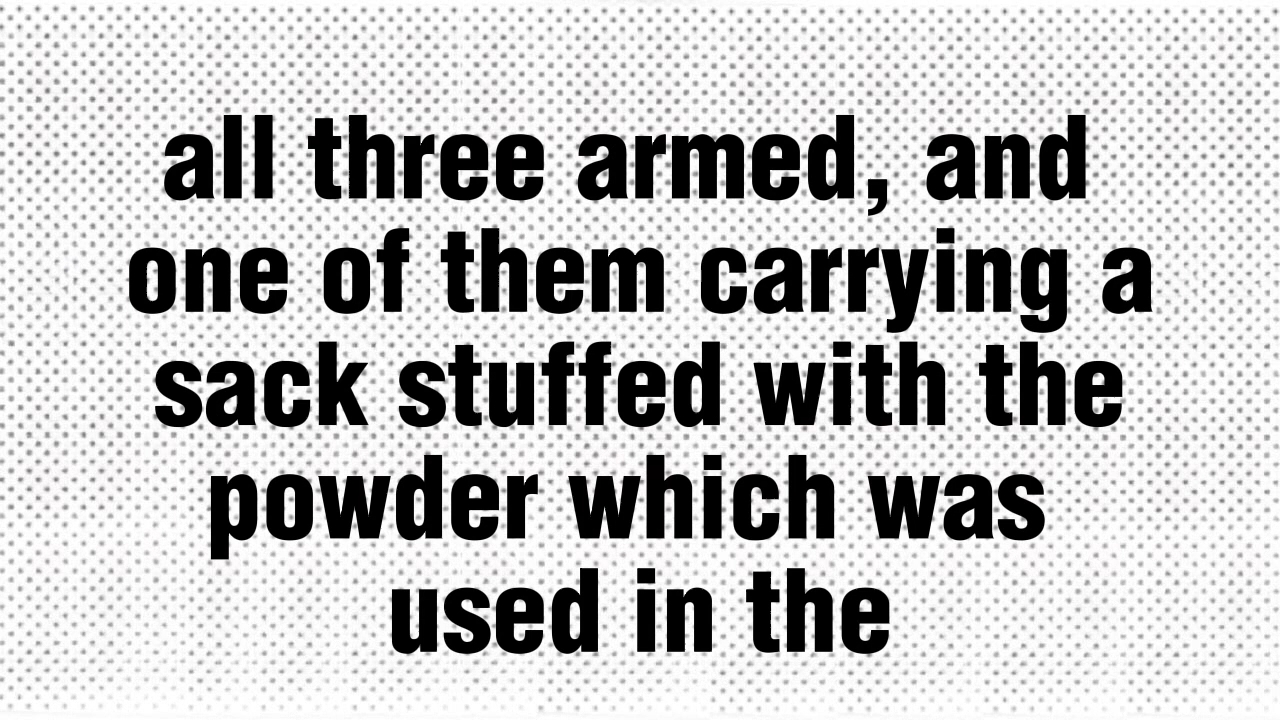 all three armed, and
one of them carrying a
sack stuffed with the
powder which was
used in the